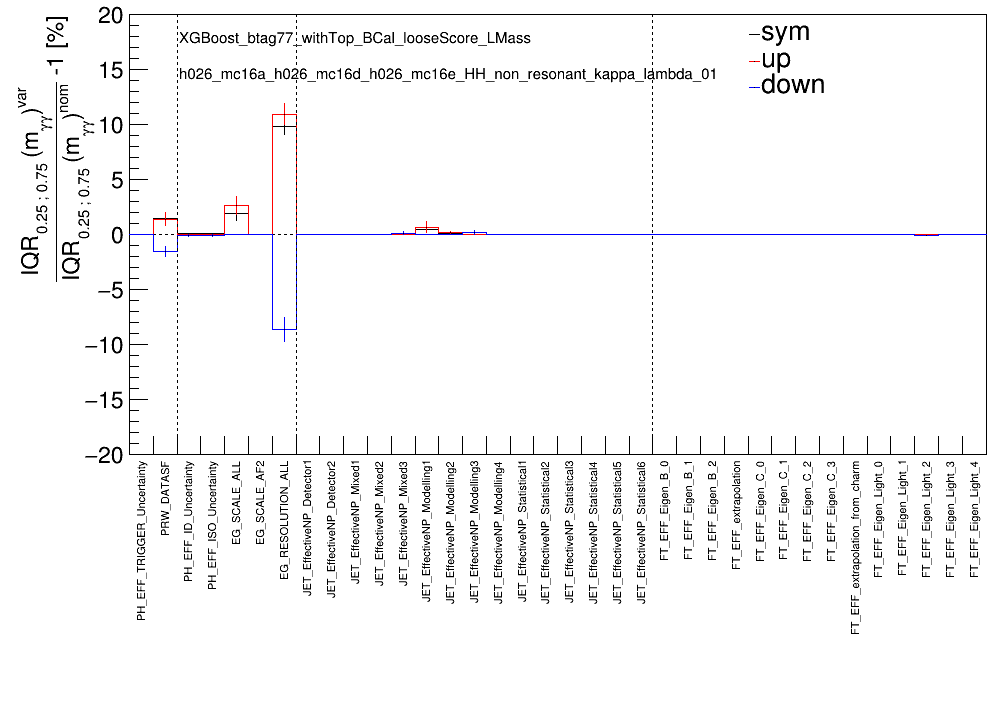 IQR0.25 ; 0.75 (mγγ)var
IQR0.25 ; 0.75 (mγγ)nom -1 [%]
XGBoost_btag77_withTop_BCal_looseScore_LMass
h026_mc16a_h026_mc16d_h026_mc16e_HH_non_resonant_kappa_lambda_01
sym
up
down
20
15
10
5
0
−5
−10
−15
−20
PH_EFF_TRIGGER_Uncertainty
PRW_DATASF
PH_EFF_ID_Uncertainty
PH_EFF_ISO_Uncertainty
EG_SCALE_ALL
EG_SCALE_AF2
EG_RESOLUTION_ALL
JET_EffectiveNP_Detector1
JET_EffectiveNP_Detector2
JET_EffectiveNP_Mixed1
JET_EffectiveNP_Mixed2
JET_EffectiveNP_Mixed3
JET_EffectiveNP_Modelling1
JET_EffectiveNP_Modelling2
JET_EffectiveNP_Modelling3
JET_EffectiveNP_Modelling4
JET_EffectiveNP_Statistical1
JET_EffectiveNP_Statistical2
JET_EffectiveNP_Statistical3
JET_EffectiveNP_Statistical4
JET_EffectiveNP_Statistical5
JET_EffectiveNP_Statistical6
FT_EFF_Eigen_B_0
FT_EFF_Eigen_B_1
FT_EFF_Eigen_B_2
FT_EFF_extrapolation
FT_EFF_Eigen_C_0
FT_EFF_Eigen_C_1
FT_EFF_Eigen_C_2
FT_EFF_Eigen_C_3
FT_EFF_extrapolation_from_charm
FT_EFF_Eigen_Light_0
FT_EFF_Eigen_Light_1
FT_EFF_Eigen_Light_2
FT_EFF_Eigen_Light_3
FT_EFF_Eigen_Light_4